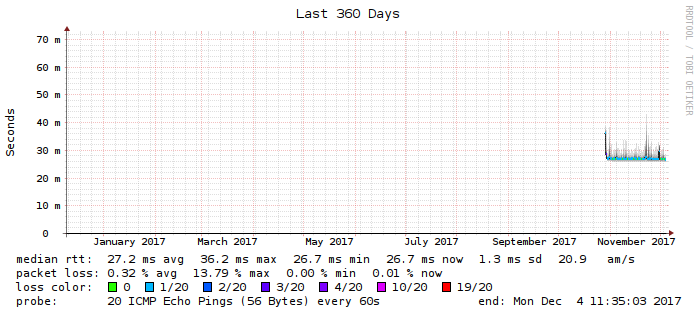 Last 360 Days
RRDTOOL / TOBI OETIKER
Seconds
70 m
60 m
50 m
40 m
30 m
20 m
10 m
0
January 2017 March 2017 May 2017 July 2017 September 2017 November 2017
median rtt: 27.2 ms avg 36.2 ms max 26.7 ms min 26.7 ms now 1.3 ms sd 20.9 am/s
packet loss: 0.32 % avg 13.79 % max 0.00 % min 0.01 % now
loss color: 0 1/20 2/20 3/20 4/20 10/20 19/20
probe: 20 ICMP Echo Pings (56 Bytes) every 60s end: Mon Dec 4 11:35:03 2017